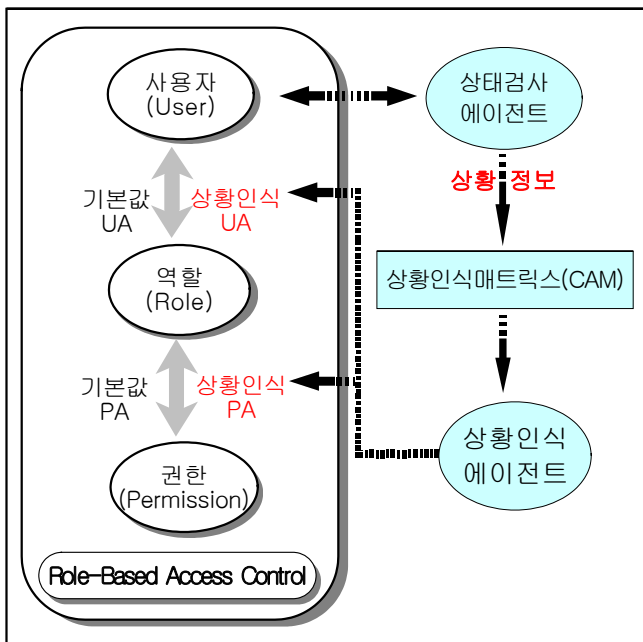 사용자
(User)
기본값
UA
상황인식
UA
역할
(Role)
기본값
PA
상황인식
PA
권한
(Permission)
Role-Based Access Control
상태검사
에이전트
상황 정보
상황인식매트릭스(CAM)
상황인식
에이전트